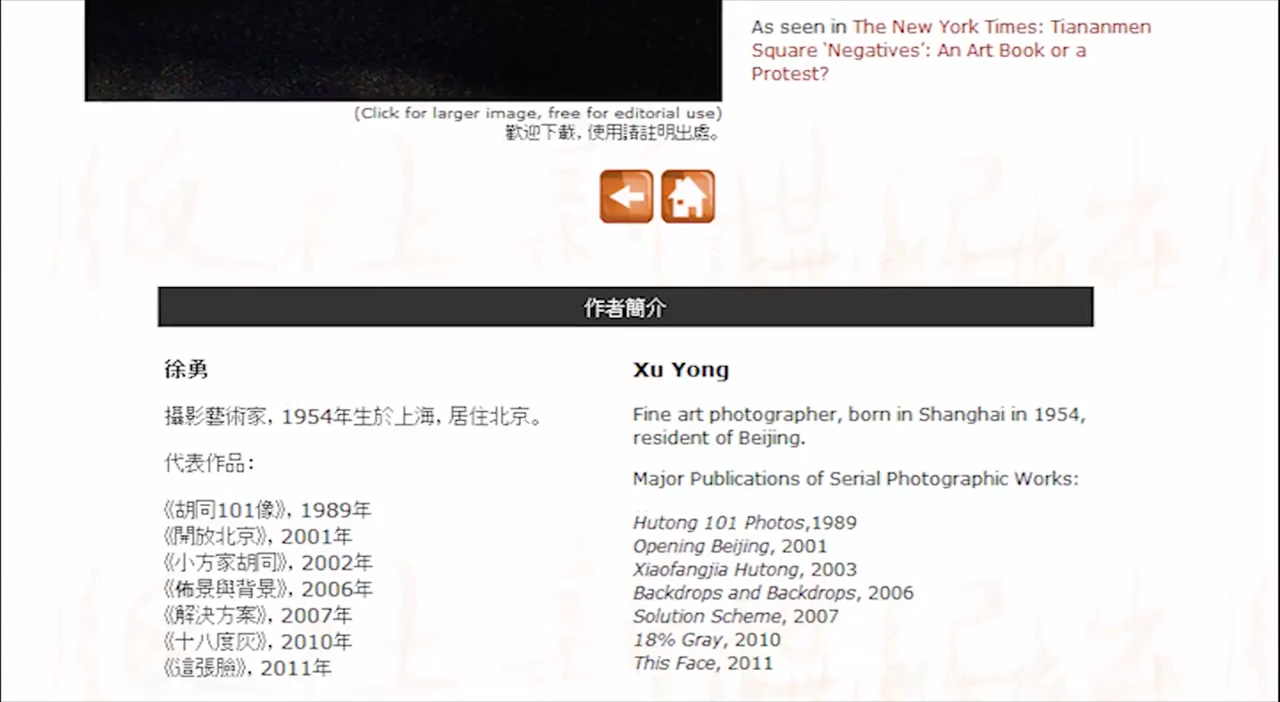 As seen in The New York Times: Tiananmen
Square ‘Negatives’: An Art Book or a
Protest?
(Click for larger image, free for editorial use)
歡迎下載, 使用請註明出處。
作者簡介
徐勇
攝影藝術家, 1954年生於上海, 居住北京。
代表作品:
《胡同101像》, 1989年
《開放北京》, 2001年
《小方家胡同》, 2002年
《佈景與背景》, 2006年
《解決方案》, 2007年
《十八度灰》, 2010年
《這張臉》, 2011年
Xu Yong
Fine art photographer, born in Shanghai in 1954,
resident of Beijing.
Major Publications of Serial Photographic Works:
Hutong 101 Photos,1989
Opening Beijing, 2001
Xiaofangjia Hutong, 2003
Backdrops and Backdrops, 2006
Solution Scheme, 2007
18% Gray, 2010
This Face, 2011